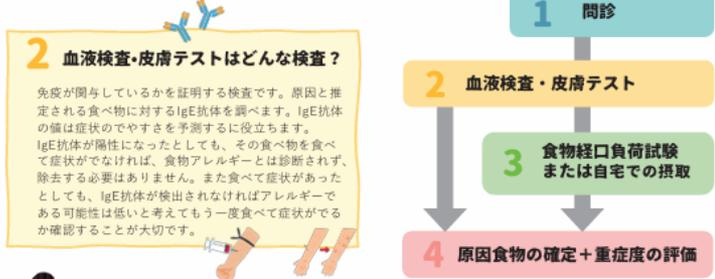 2 血液検査・皮膚テストはどんな検査？
免疫が関与しているかを証明する検査です。原因と推
定される食べ物に対するIgE抗体を調べます。IgE抗体
の値は症状のでやすさを予測するに役立ちます。
IgE抗体が陽性になったとしても、その食べ物を食べ
て症状がでなければ、食物アレルギーとは診断されず、
除去する必要はありません。また食べて症状があった
としても、IgE抗体が検出されなければアレルギーで
ある可能性は低いと考えてもう一度食べて症状がでる
か確認することが大切です。
1 問診
2 血液検査・皮膚テスト
3 食物経口負荷試験
または自宅での摂取
4 原因食物の確定＋重症度の評価